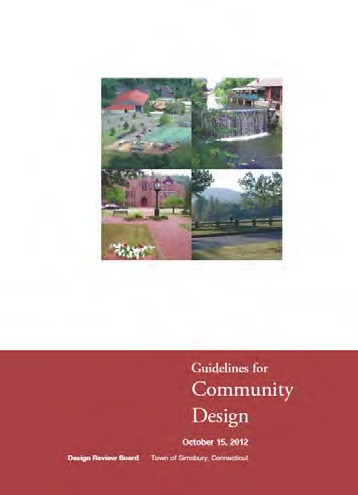 Guidelines for
Community
Design
October 15, 2012
Design Review Board Town of Simsbury, Connecticut